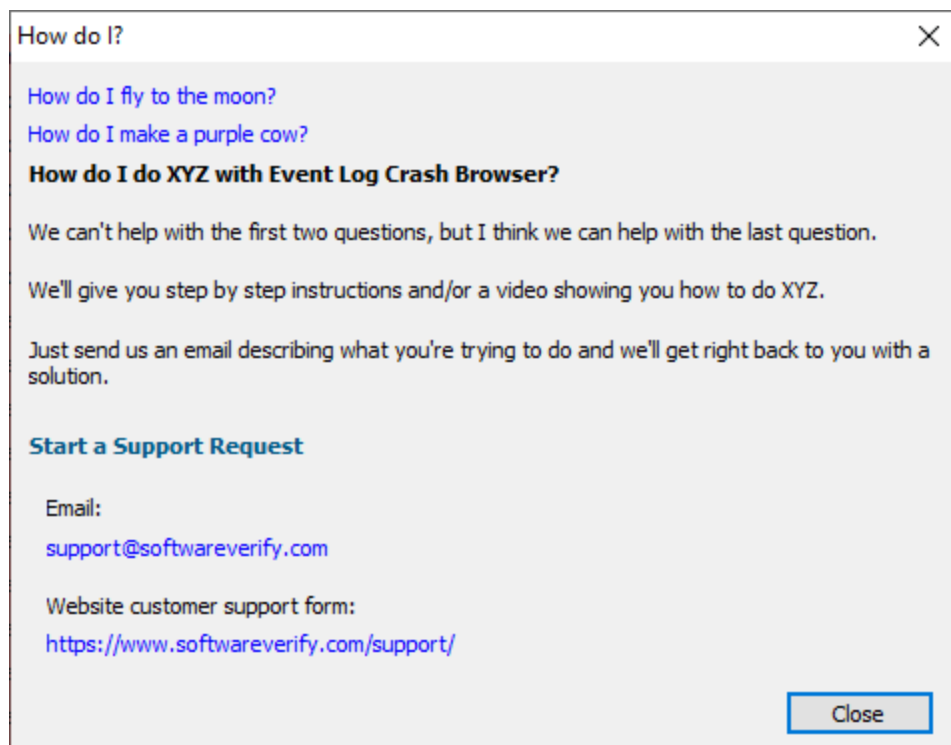 How do I?
How do I fly to the moon?
How do I make a purple cow?
How do I do XYZ with Event Log Crash Browser?
We can't help with the first two questions, but I think we can help with the last question.
We'll give you step by step instructions and/or a video showing you how to do XYZ.
Just send us an email describing what you're trying to do and we'll get right back to you with a
solution.
Start a Support Request
Email:
support@softwareverify.com
Website customer support form:
https://www.softwareverify.com/support/
Close